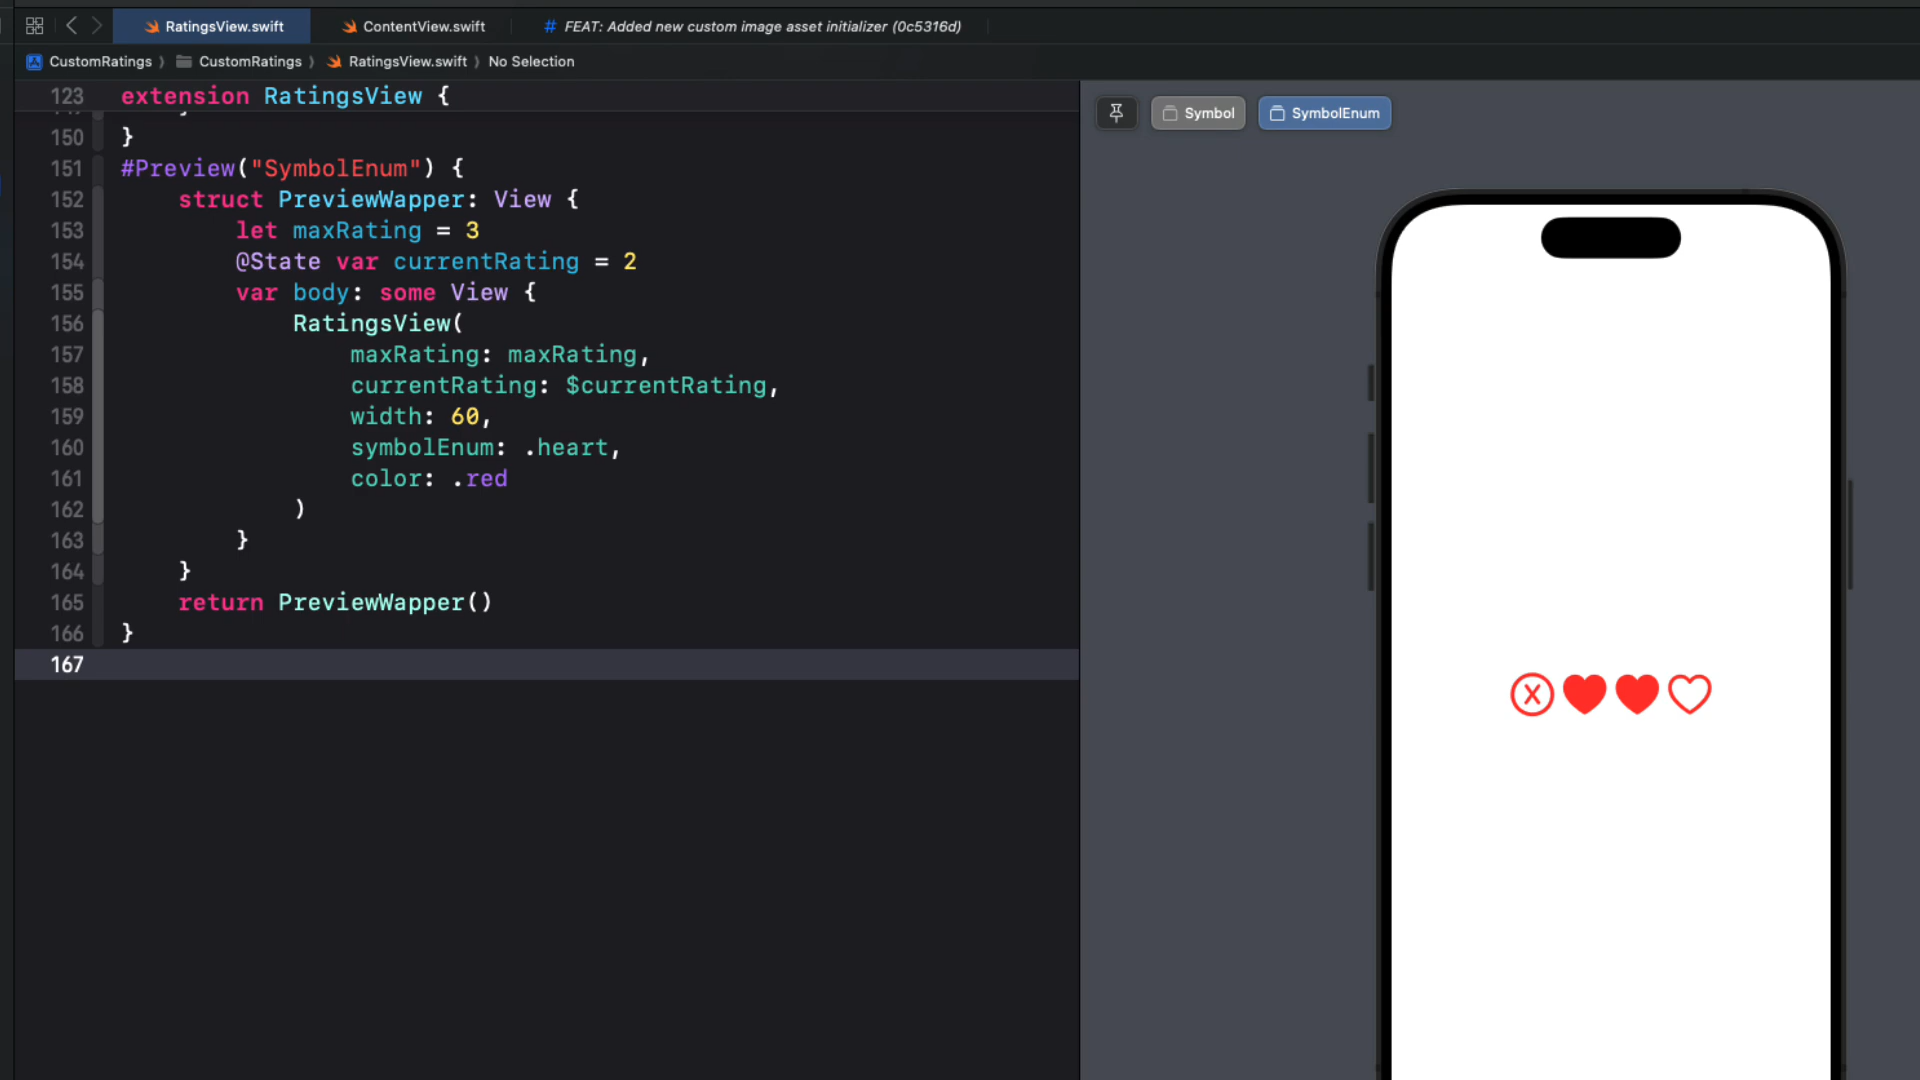 RatingsView.swift ContentView.swift # FEAT: Added new custom image asset initializer (0c5316d)
CustomRatings CustomRatings RatingsView.swift No Selection
123 extension RatingsView {
150 }
151 #Preview("SymbolEnum") {
152 struct PreviewWapper: View {
153 let maxRating = 3
154 @State var currentRating = 2
155 var body: some View {
156 RatingsView(
157 maxRating: maxRating,
158 currentRating: $currentRating,
159 width: 60,
160 symbolEnum: .heart,
161 color: .red
162 )
163 }
164 }
165 return PreviewWapper()
166 }
167
Symbol SymbolEnum